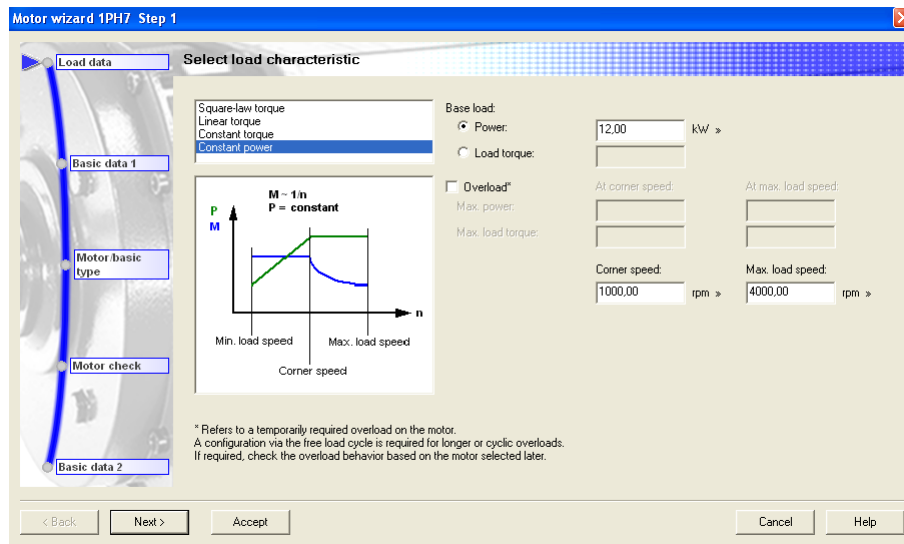 Motor wizard 1PH7 Step 1
Load data
Basic data 1
Motor/basic
type
Motor check
Basic data 2
Select load characteristic
Square-law torque
Linear torque
Constant torque
Constant power
M ~ 1/n
P = constant
P
M
n
Min. load speed
Max. load speed
Corner speed
Base load:
Power: 12,00 kW »
Load torque:
Overload* At corner speed: At max. load speed:
Max. power:
Max. load torque:
Corner speed: Max. load speed:
1000,00 rpm » 4000,00 rpm »
* Refers to a temporarily required overload on the motor.
A configuration via the free load cycle is required for longer or cyclic overloads.
If required, check the overload behavior based on the motor selected later.
< Back Next > Accept Cancel Help